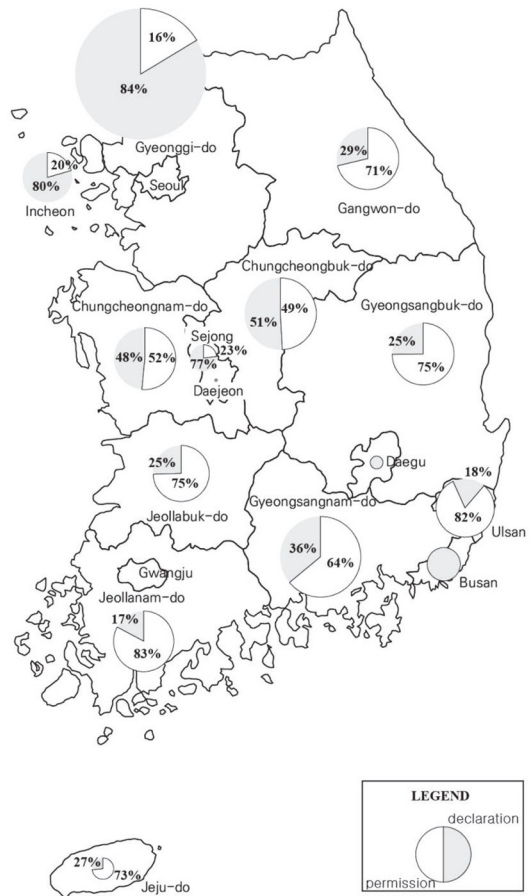 16%
84%
Gyeonggi-do
20%
80%
Incheon
Seoul
29%
71%
Gangwon-do
Chungcheongbuk-do
51%
49%
Chungcheongnam-do
48%
52%
Sejong
23%
77%
Daejeon
Gyeongsangbuk-do
25%
75%
25%
75%
Jeollabuk-do
Daegu
18%
82%
Ulsan
Gyeongsangnam-do
36%
64%
Busan
Gwangju
Jeollanam-do
17%
83%
27%
73%
Jeju-do
LEGEND
declaration
permission